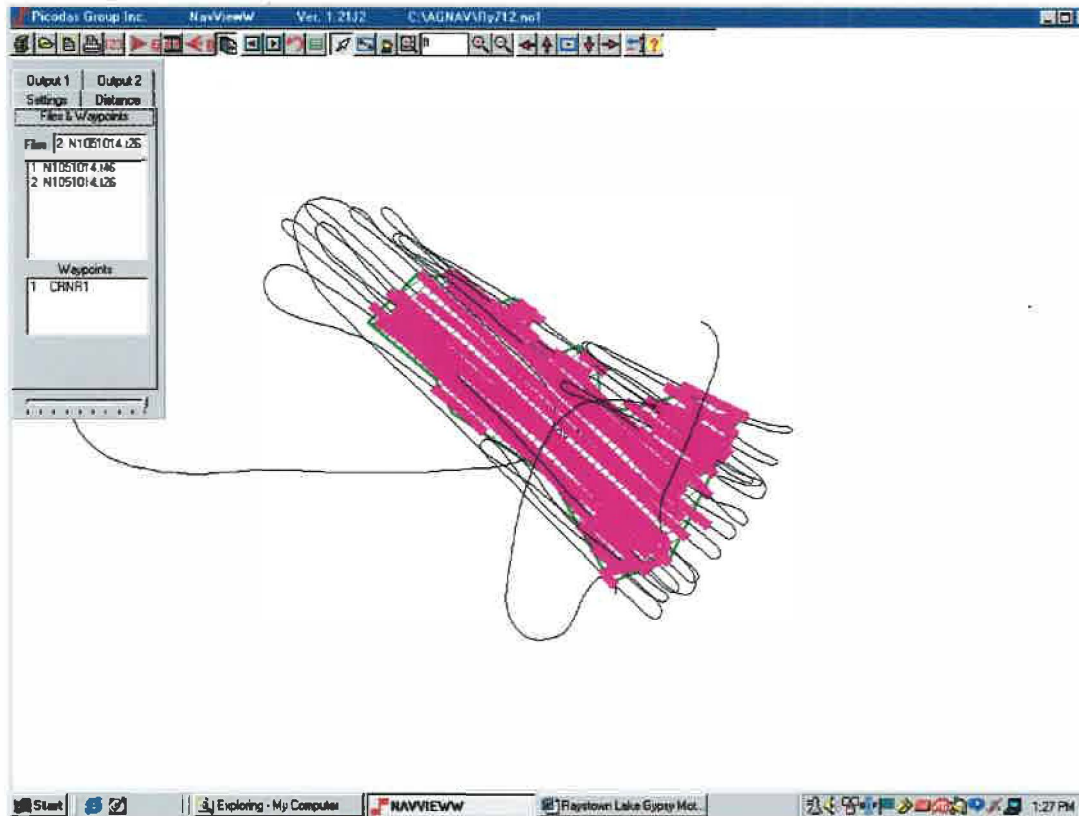 Picodas Group Inc. NavViewW Ver. 1.21J2 C:\AGNAV\fly712.no1
Output 1 Output 2
Settings Distance
Files & Waypoints
Files 2 N1051014.t26
1 N1051014.t46
2 N1051014.t26
Waypoints
1 CRNR1
Start Exploring - My Computer NAVVIEWW Raystown Lake Gypsy Mot... 1:27 PM